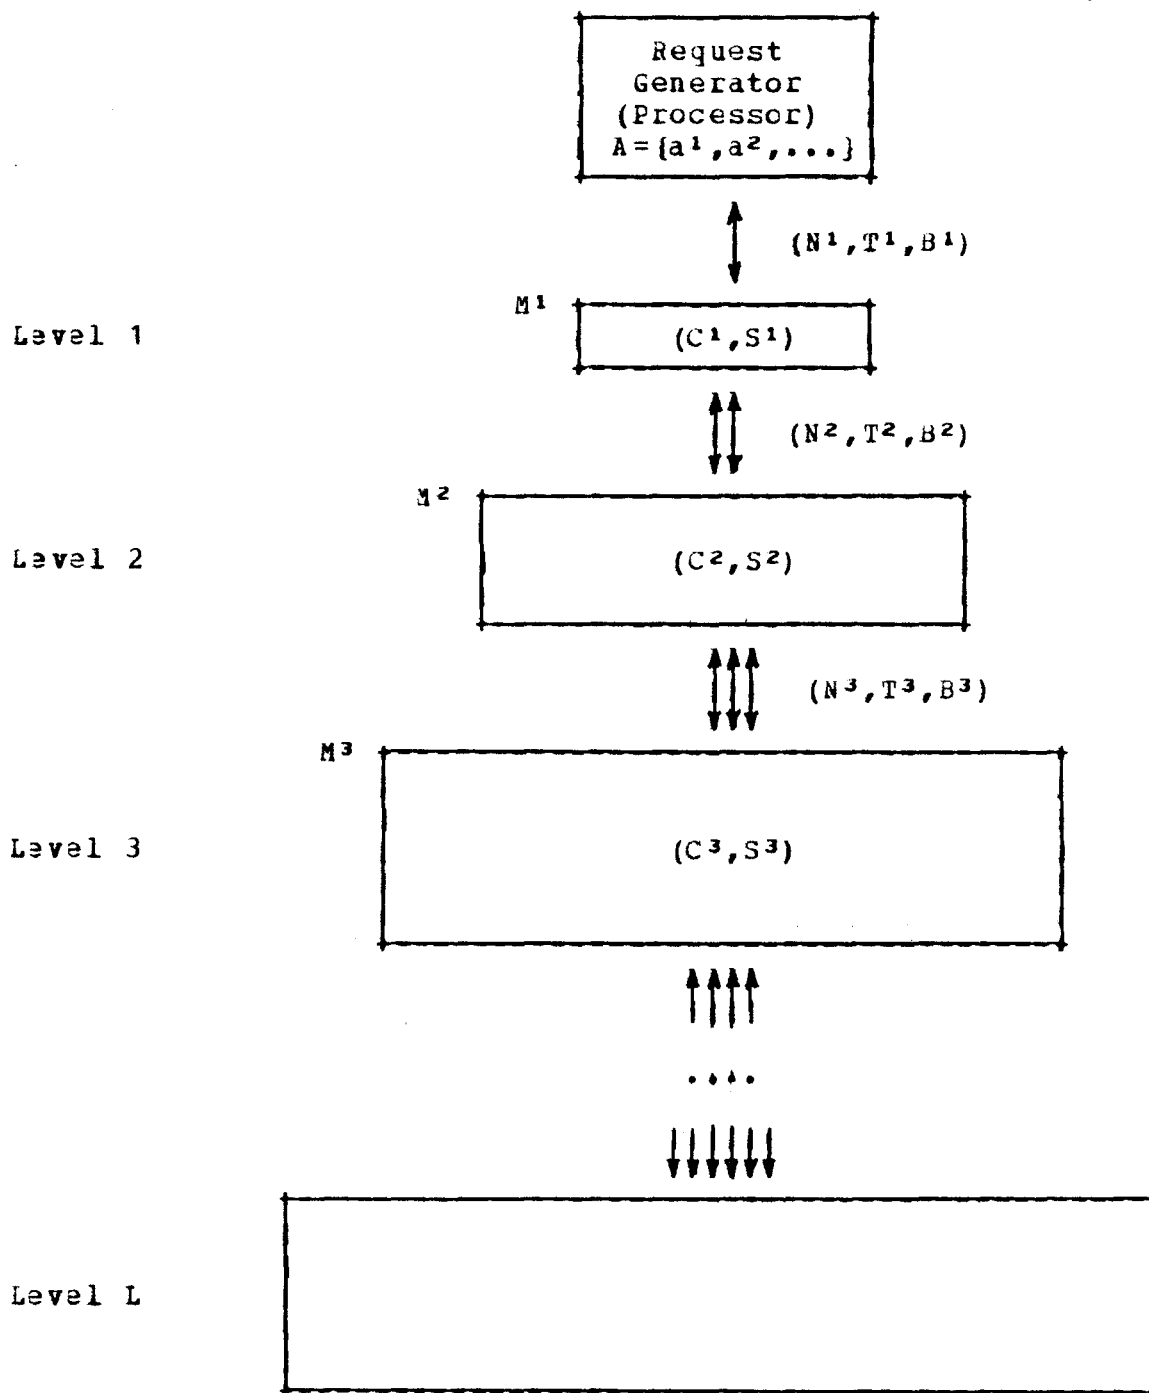 Request
Generator
(Processor)
A={a¹,a²,...}
(N¹,T¹,B¹)
M¹
Level 1
(C¹,S¹)
(N²,T²,B²)
M²
Level 2
(C²,S²)
(N³,T³,B³)
M³
Level 3
(C³,S³)
....
Level L